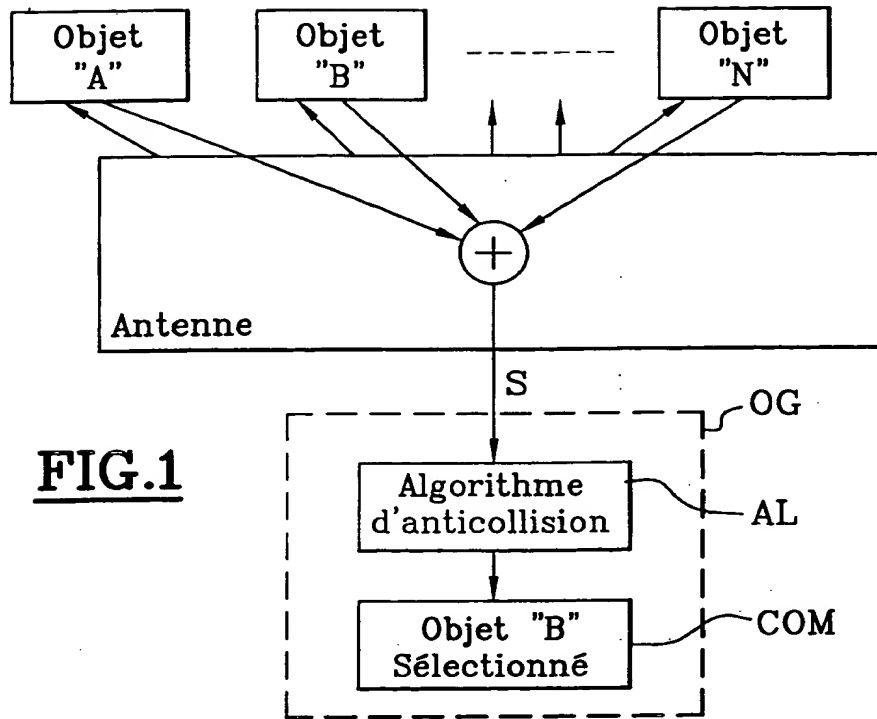 Objet
"A"
Objet
"B"
Objet
"N"
+
Antenne
S
OG
FIG.1
Algorithme
d'anticollision
AL
Objet "B"
Sélectionné
COM